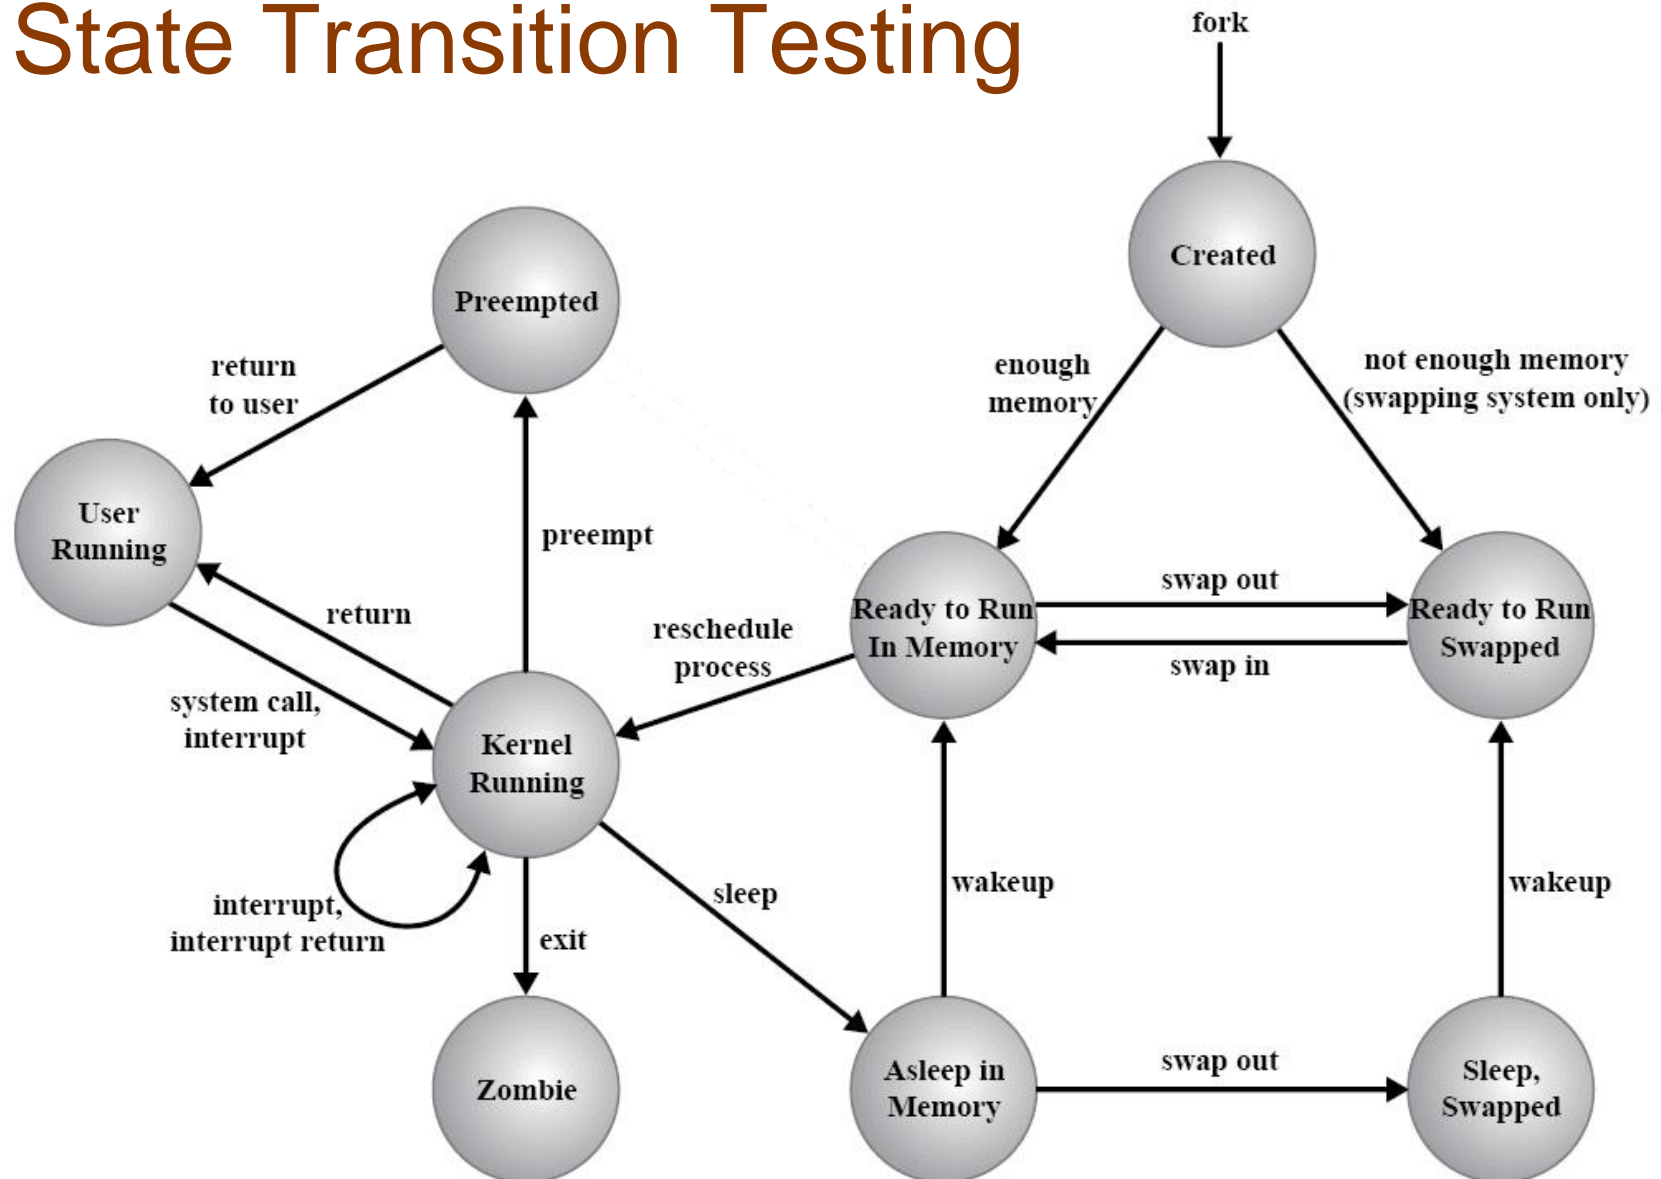 State Transition Testing
fork
Created
Preempted
return
to user
enough
memory
not enough memory
(swapping system only)
User
Running
preempt
return
reschedule
process
Ready to Run
In Memory
swap out
swap in
Ready to Run
Swapped
system call,
interrupt
Kernel
Running
interrupt,
interrupt return
sleep
exit
wakeup
wakeup
Zombie
Asleep in
Memory
swap out
Sleep,
Swapped